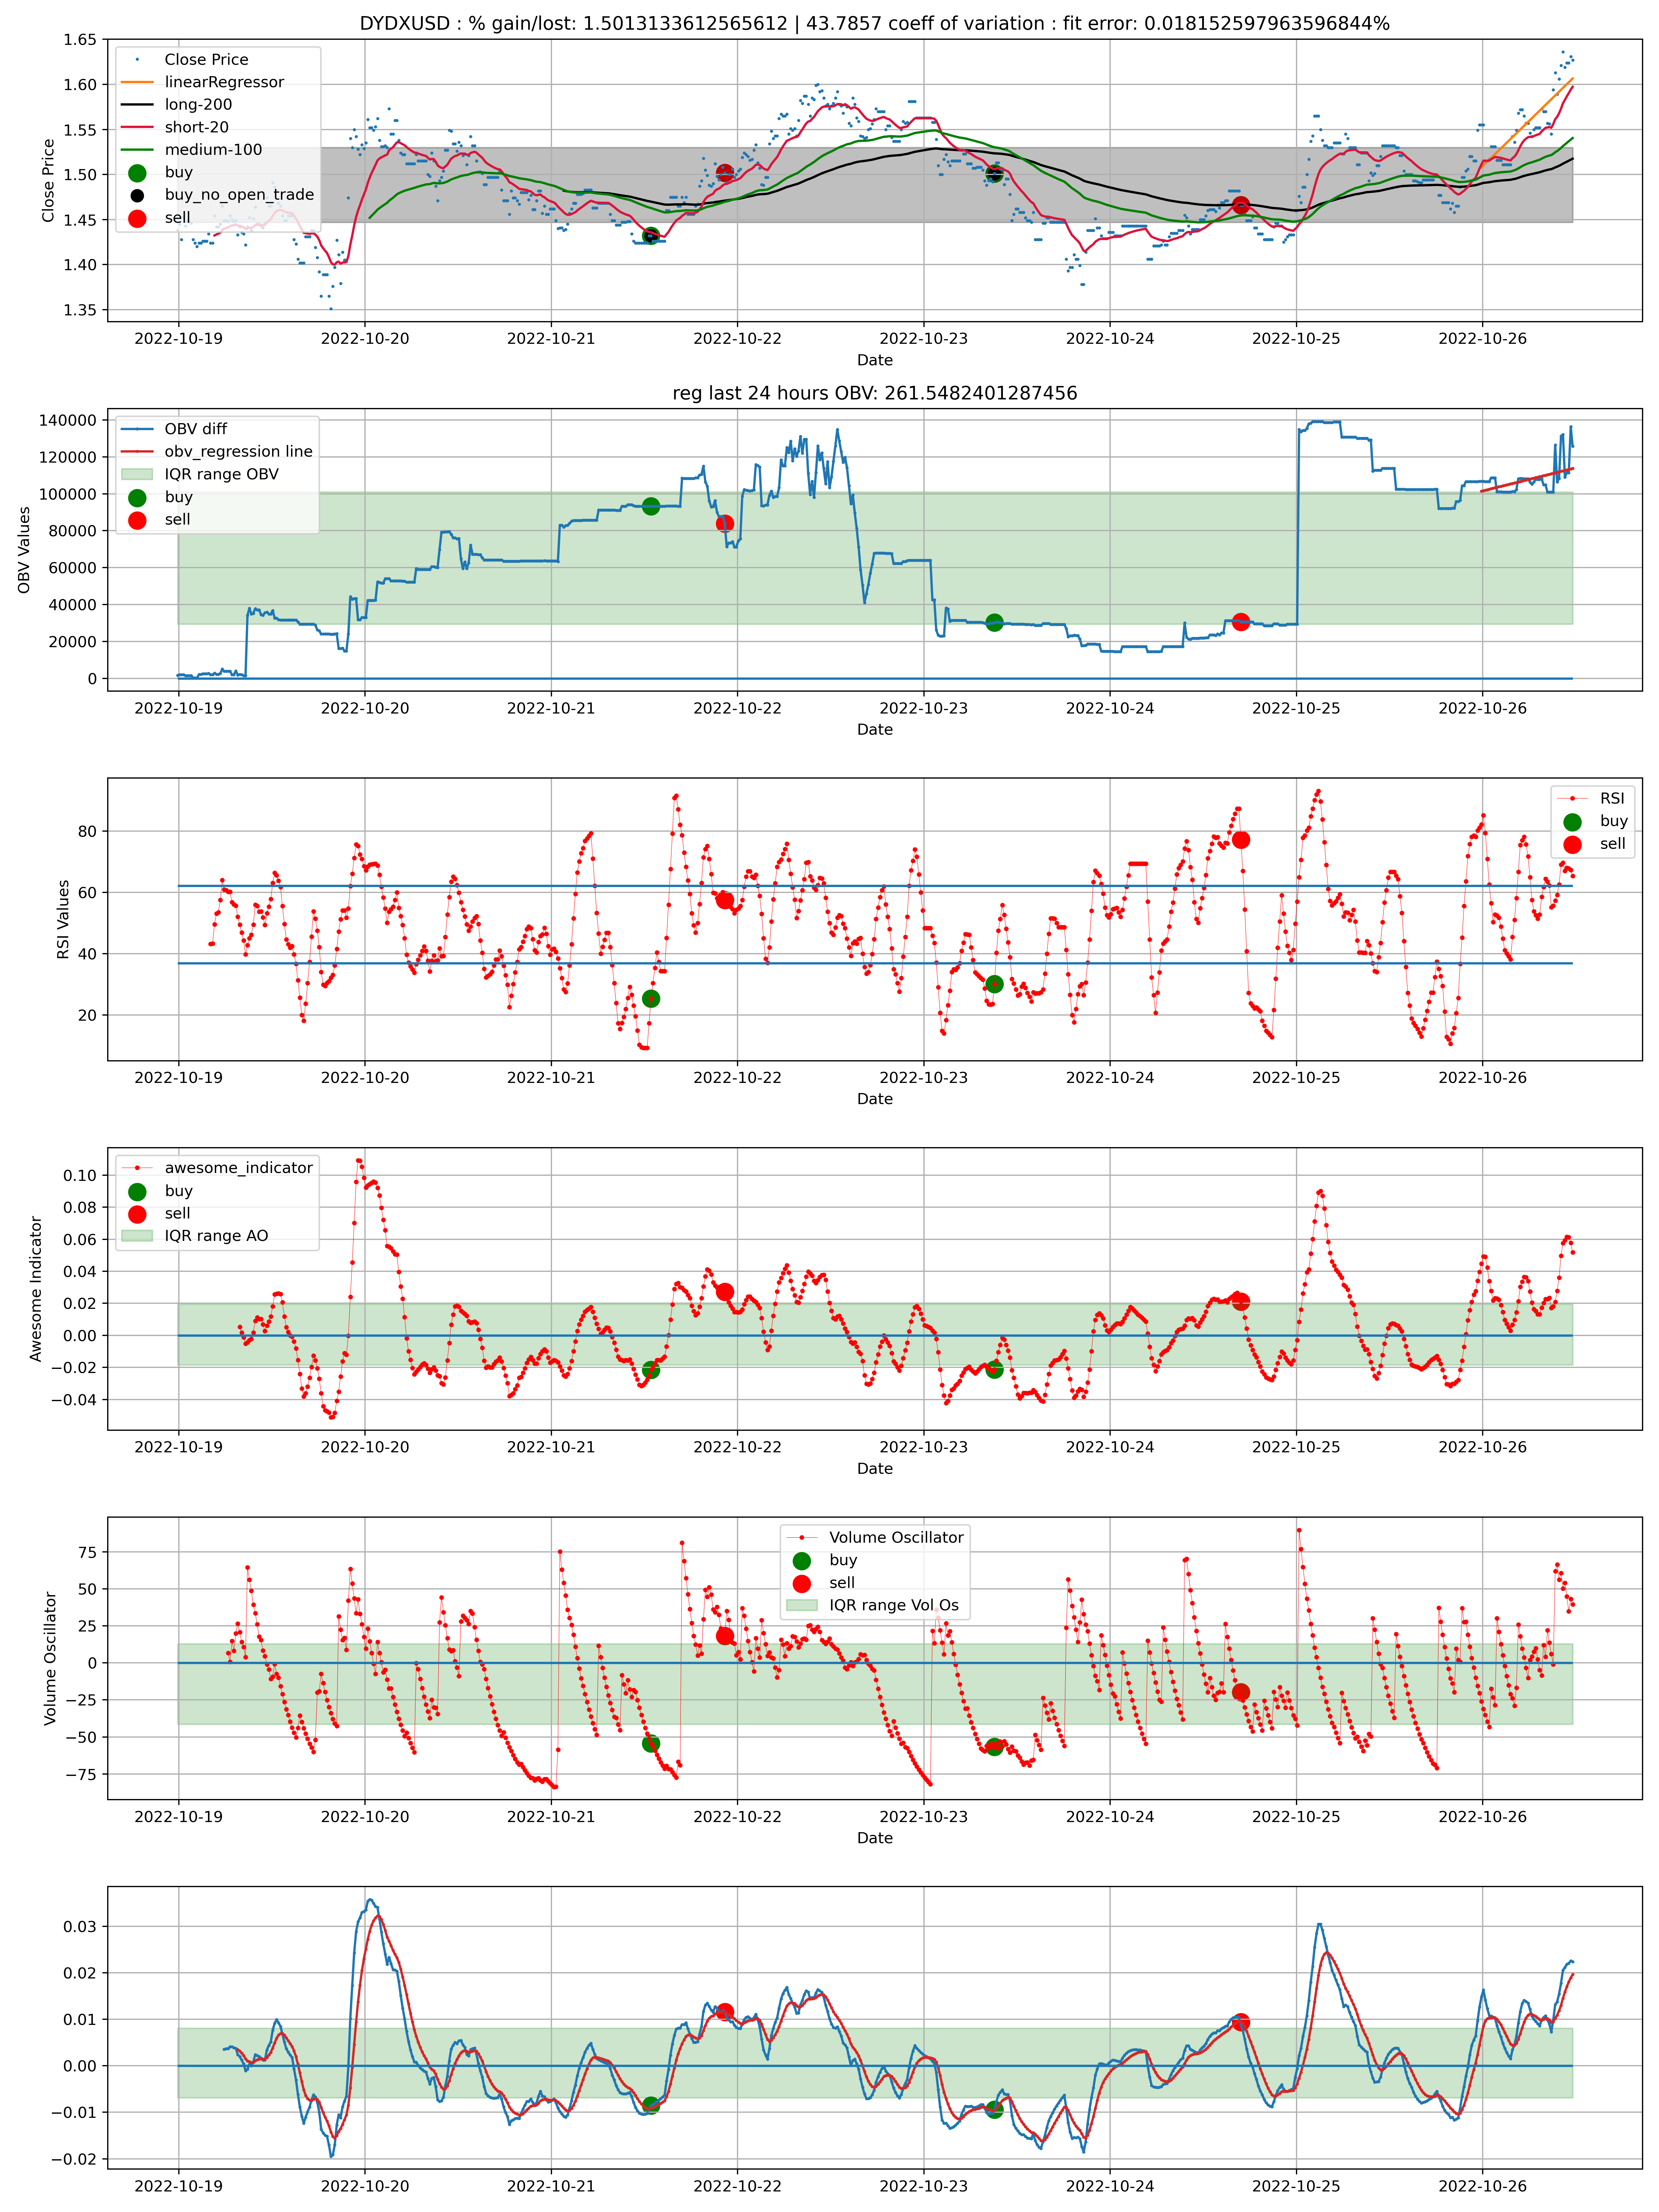 DYDXUSD : % gain/lost: 1.5013133612565612 | 43.7857 coeff of variation : fit error: 0.018152597963596844%
Close Price
1.65
1.60
1.55
1.50
1.45
1.40
1.35
Close Price
linearRegressor
long-200
short-20
medium-100
buy
buy_no_open_trade
sell
2022-10-19 2022-10-20 2022-10-21 2022-10-22 2022-10-23 2022-10-24 2022-10-25 2022-10-26
Date
reg last 24 hours OBV: 261.5482401287456
OBV Values
140000
120000
100000
80000
60000
40000
20000
0
OBV diff
obv_regression line
IQR range OBV
buy
sell
2022-10-19 2022-10-20 2022-10-21 2022-10-22 2022-10-23 2022-10-24 2022-10-25 2022-10-26
Date
RSI Values
80
60
40
20
RSI
buy
sell
2022-10-19 2022-10-20 2022-10-21 2022-10-22 2022-10-23 2022-10-24 2022-10-25 2022-10-26
Date
Awesome Indicator
0.10
0.08
0.06
0.04
0.02
0.00
−0.02
−0.04
awesome_indicator
buy
sell
IQR range AO
2022-10-19 2022-10-20 2022-10-21 2022-10-22 2022-10-23 2022-10-24 2022-10-25 2022-10-26
Date
Volume Oscillator
75
50
25
0
−25
−50
−75
Volume Oscillator
buy
sell
IQR range Vol Os
2022-10-19 2022-10-20 2022-10-21 2022-10-22 2022-10-23 2022-10-24 2022-10-25 2022-10-26
Date
0.03
0.02
0.01
0.00
−0.01
−0.02
2022-10-19 2022-10-20 2022-10-21 2022-10-22 2022-10-23 2022-10-24 2022-10-25 2022-10-26